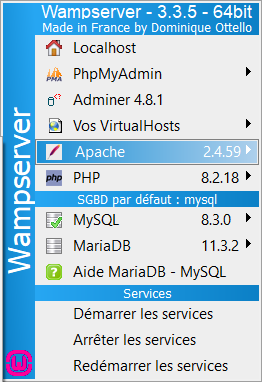 Wampserver - 3.3.5 - 64bit
Made in France by Dominique Ottello
Wampserver
Localhost
PhpMyAdmin
Adminer 4.8.1
Vos VirtualHosts
Apache 2.4.59
PHP 8.2.18
SGBD par défaut : mysql
MySQL 8.3.0
MariaDB 11.3.2
Aide MariaDB - MySQL
Services
Démarrer les services
Arrêter les services
Redémarrer les services